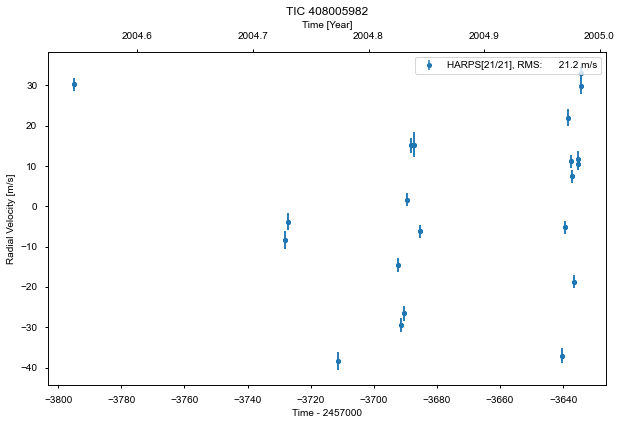 TIC 408005982
Time [Year]
2004.6 2004.7 2004.8 2004.9 2005.0
HARPS[21/21], RMS: 21.2 m/s
Radial Velocity [m/s]
30
20
10
0
−10
−20
−30
−40
−3800 −3780 −3760 −3740 −3720 −3700 −3680 −3660 −3640
Time - 2457000